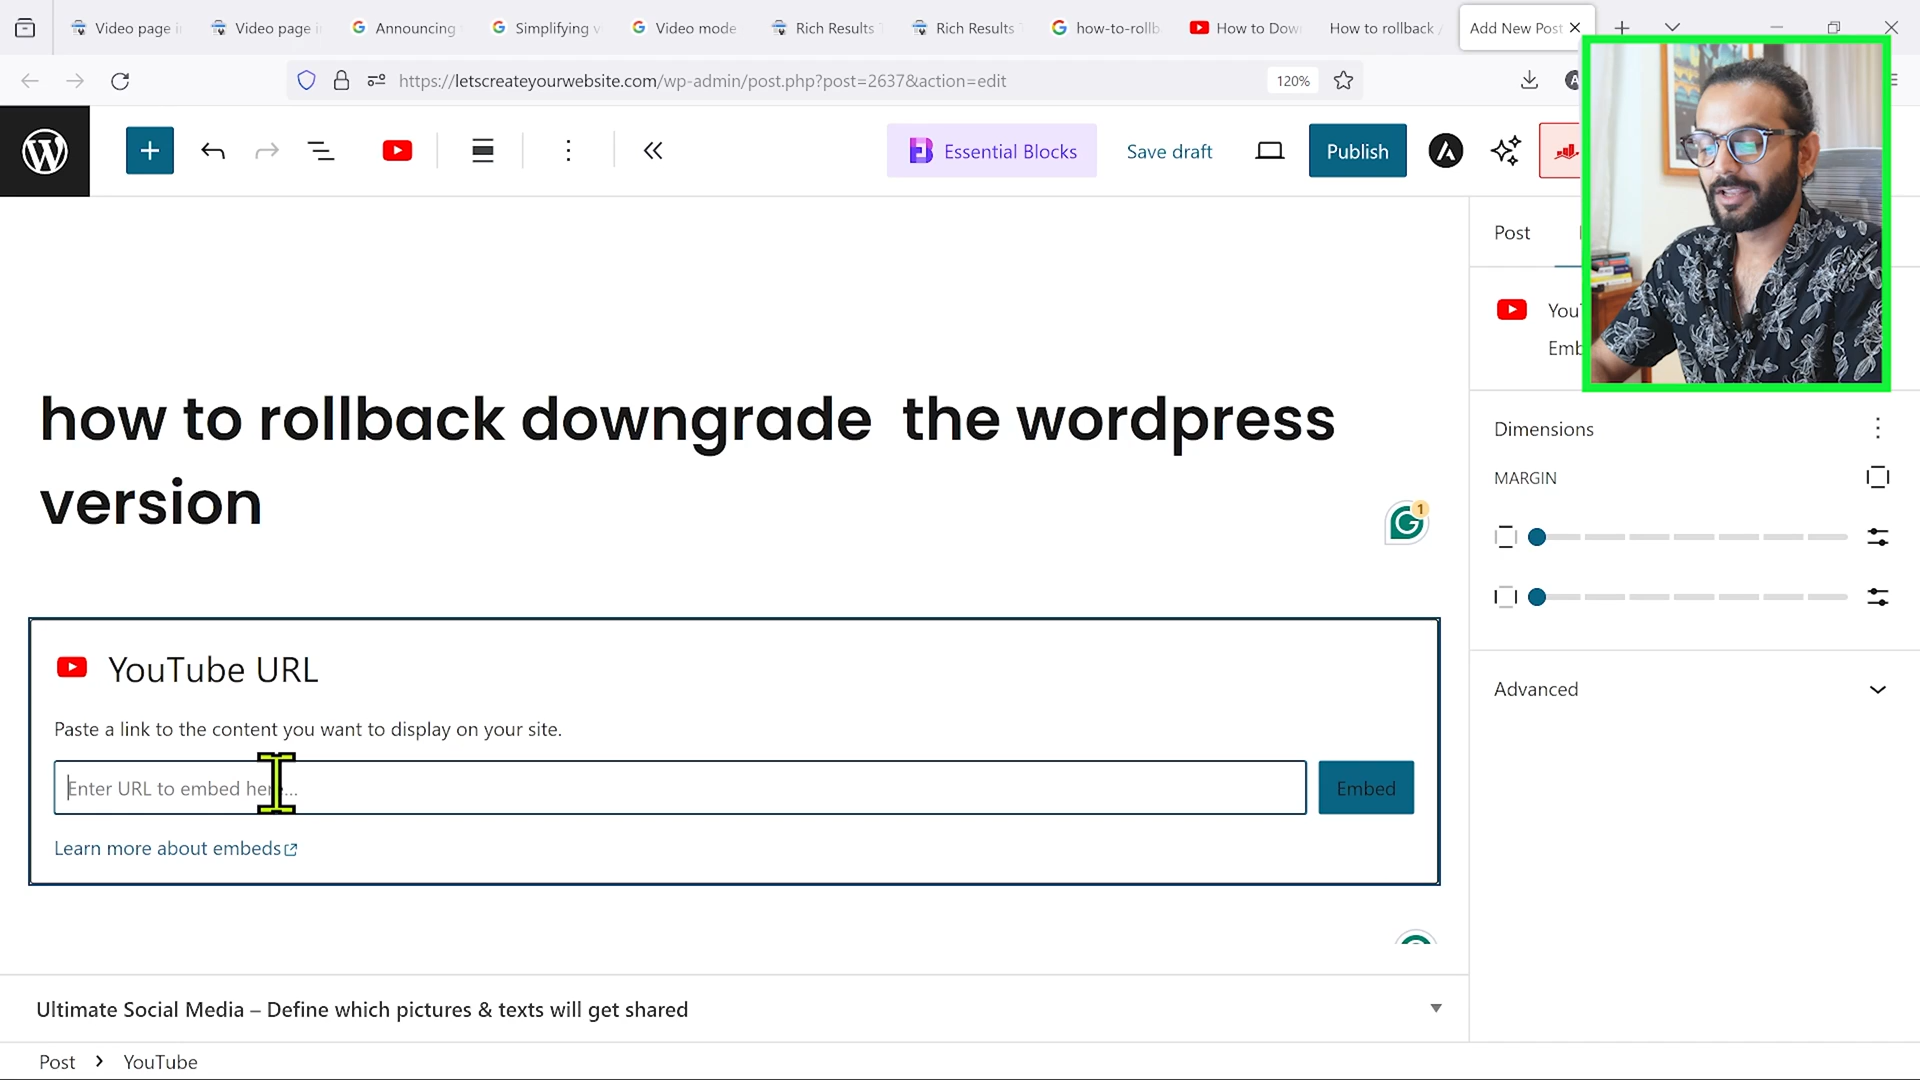 Video page i
Video page i
Announcing
Simplifying v
Video mode
Rich Results T
Rich Results T
how-to-rollb
How to Dow
How to rollback /
Add New Post
https://letscreateyourwebsite.com/wp-admin/post.php?post=2637&action=edit
120%
Essential Blocks
Save draft
Publish
Post
You
Emb
how to rollback downgrade the wordpress
version
1
Dimensions
MARGIN
YouTube URL
Paste a link to the content you want to display on your site.
Enter URL to embed here...
Embed
Learn more about embeds
Advanced
Ultimate Social Media – Define which pictures & texts will get shared
Post
YouTube